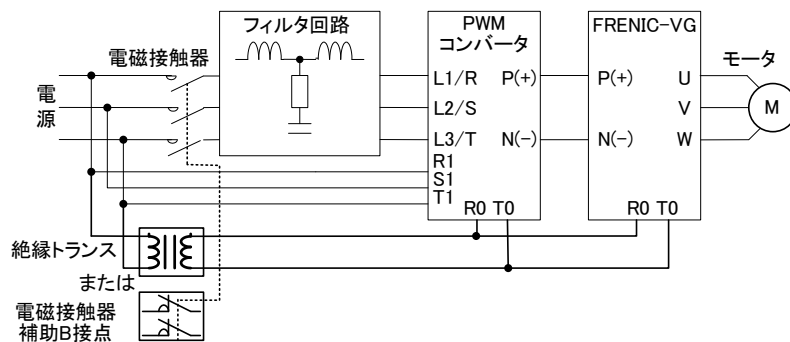 フィルタ回路
PWM
コンバータ
FRENIC-VG
電磁接触器
モータ
電源
L1/R
P(+)
P(+)
U
L2/S
V
M
L3/T
N(-)
N(-)
W
R1
S1
T1
R0 T0
R0 T0
絶縁トランス
または
電磁接触器
補助B接点